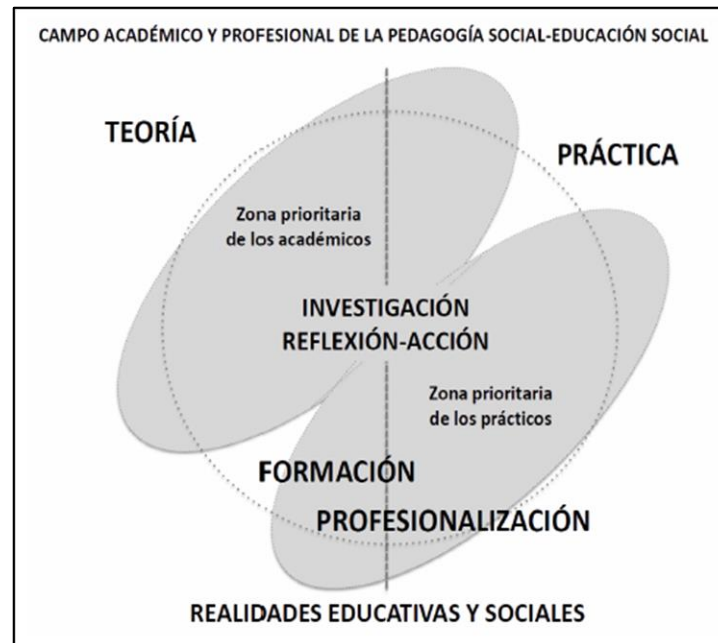 CAMPO ACADÉMICO Y PROFESIONAL DE LA PEDAGOGÍA SOCIAL-EDUCACIÓN SOCIAL
TEORÍA
PRÁCTICA
Zona prioritaria
de los académicos
INVESTIGACIÓN
REFLEXIÓN-ACCIÓN
Zona prioritaria
de los prácticos
FORMACIÓN
PROFESIONALIZACIÓN
REALIDADES EDUCATIVAS Y SOCIALES